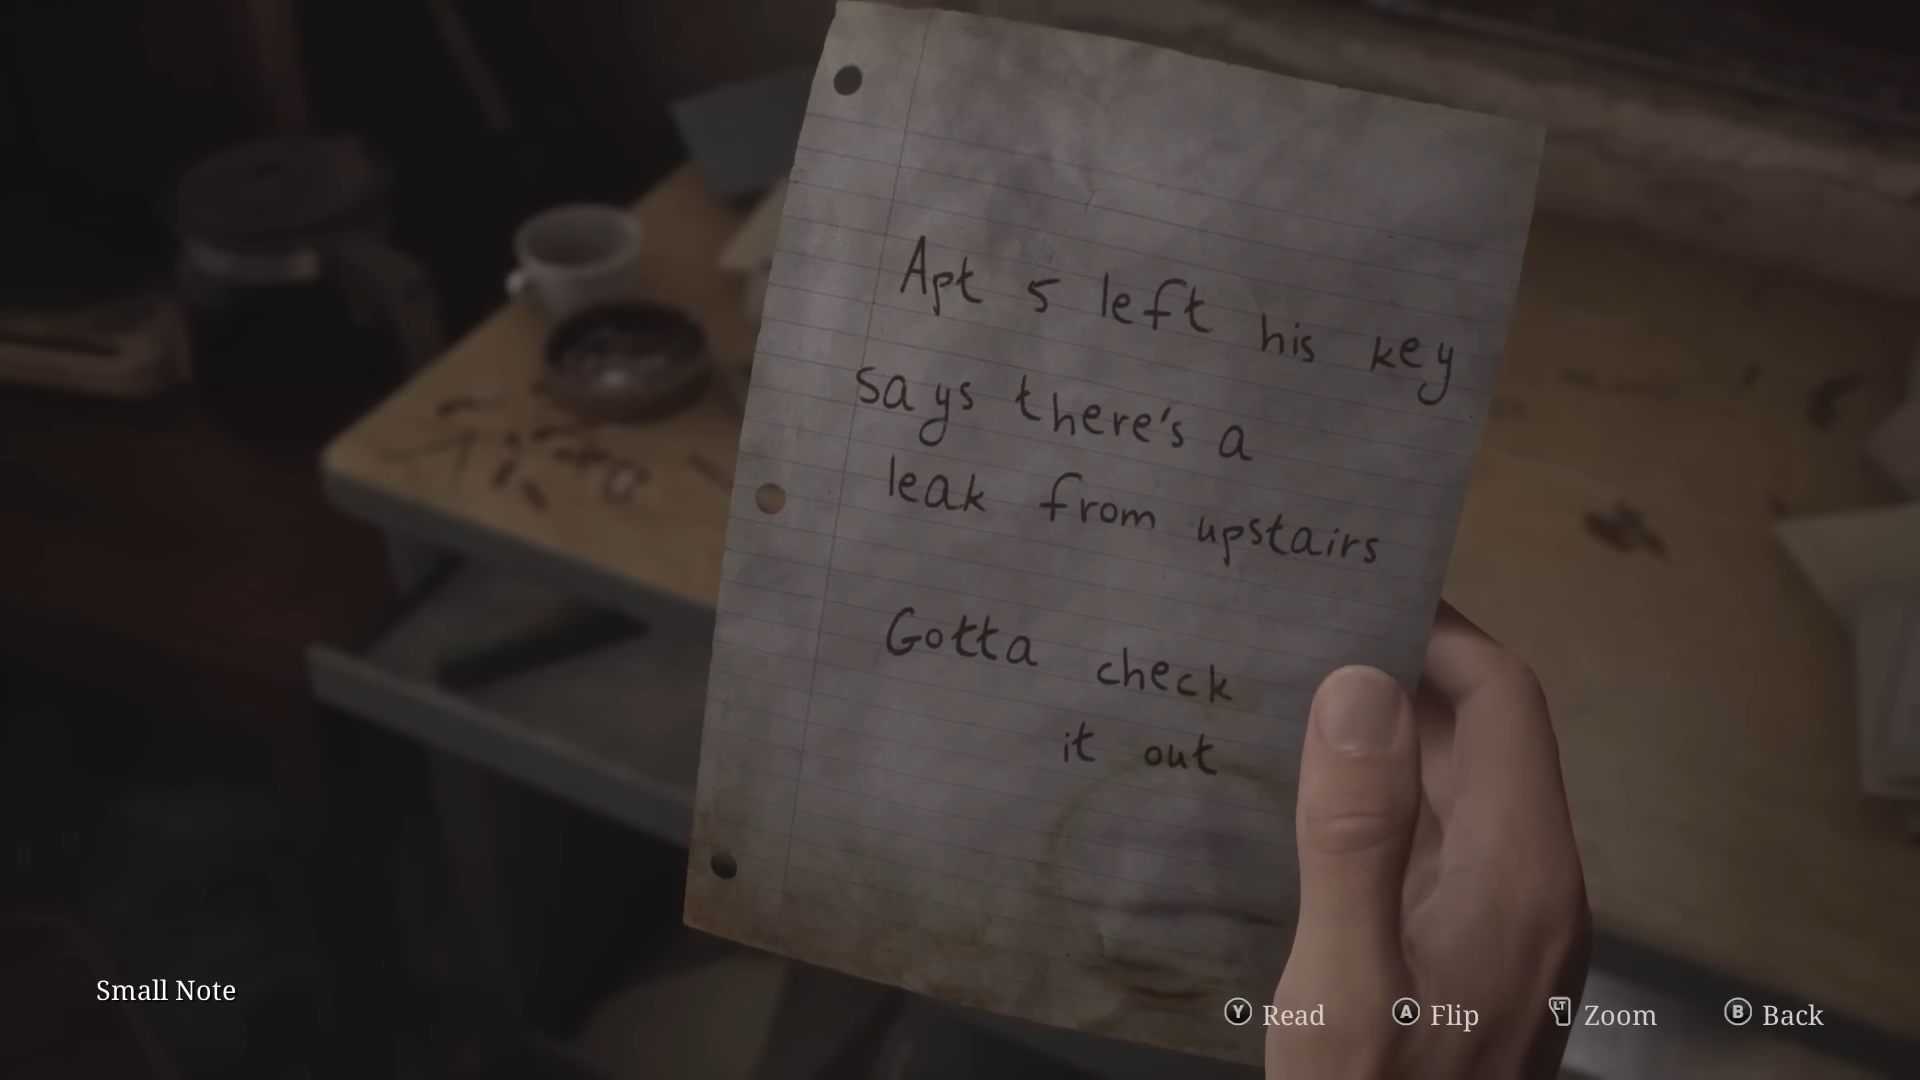 Apt 5 left his key
says there's a
leak from upstairs
Gotta check
it out
Small Note
Y Read A Flip LT Zoom B Back